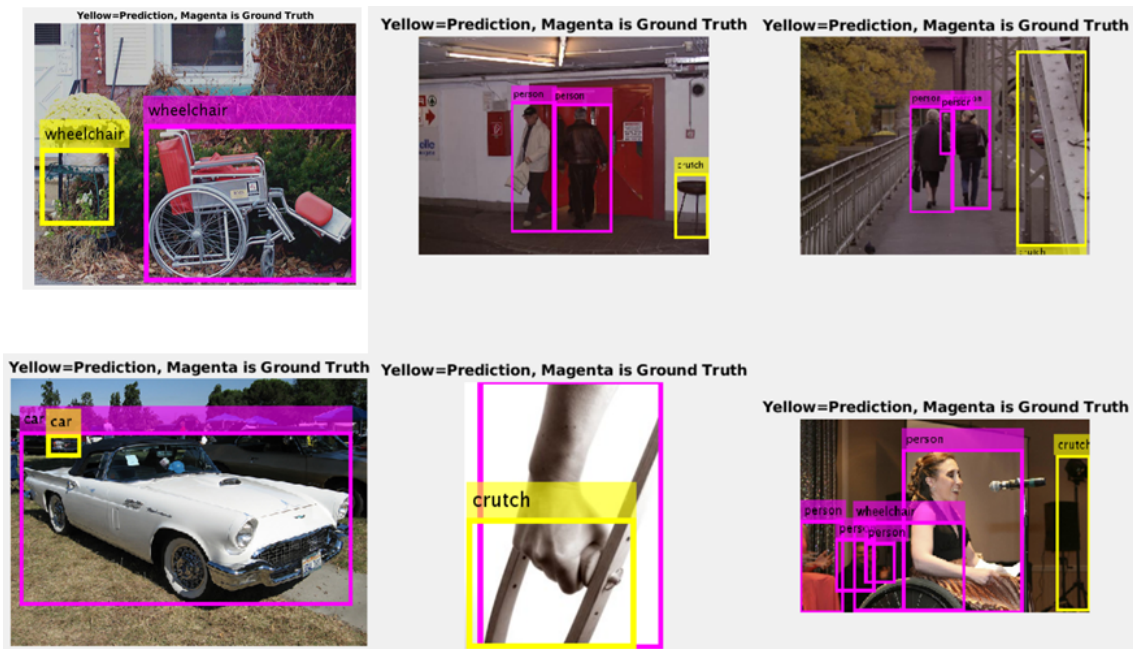 Yellow=Prediction, Magenta is Ground Truth
wheelchair
wheelchair
Yellow=Prediction, Magenta is Ground Truth
person
person
crutch
Yellow=Prediction, Magenta is Ground Truth
person
person
crutch
Yellow=Prediction, Magenta is Ground Truth
car
car
Yellow=Prediction, Magenta is Ground Truth
crutch
Yellow=Prediction, Magenta is Ground Truth
person
crutch
person
wheelchair
person